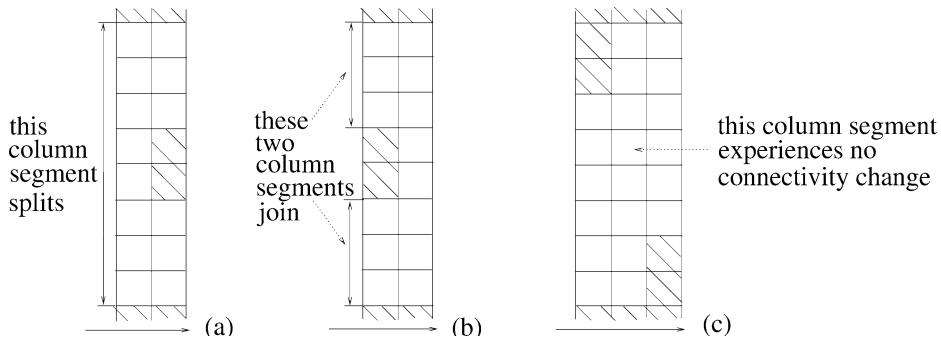 this
column
segment
splits
(a)
these
two
column
segments
join
(b)
this column segment
experiences no
connectivity change
(c)